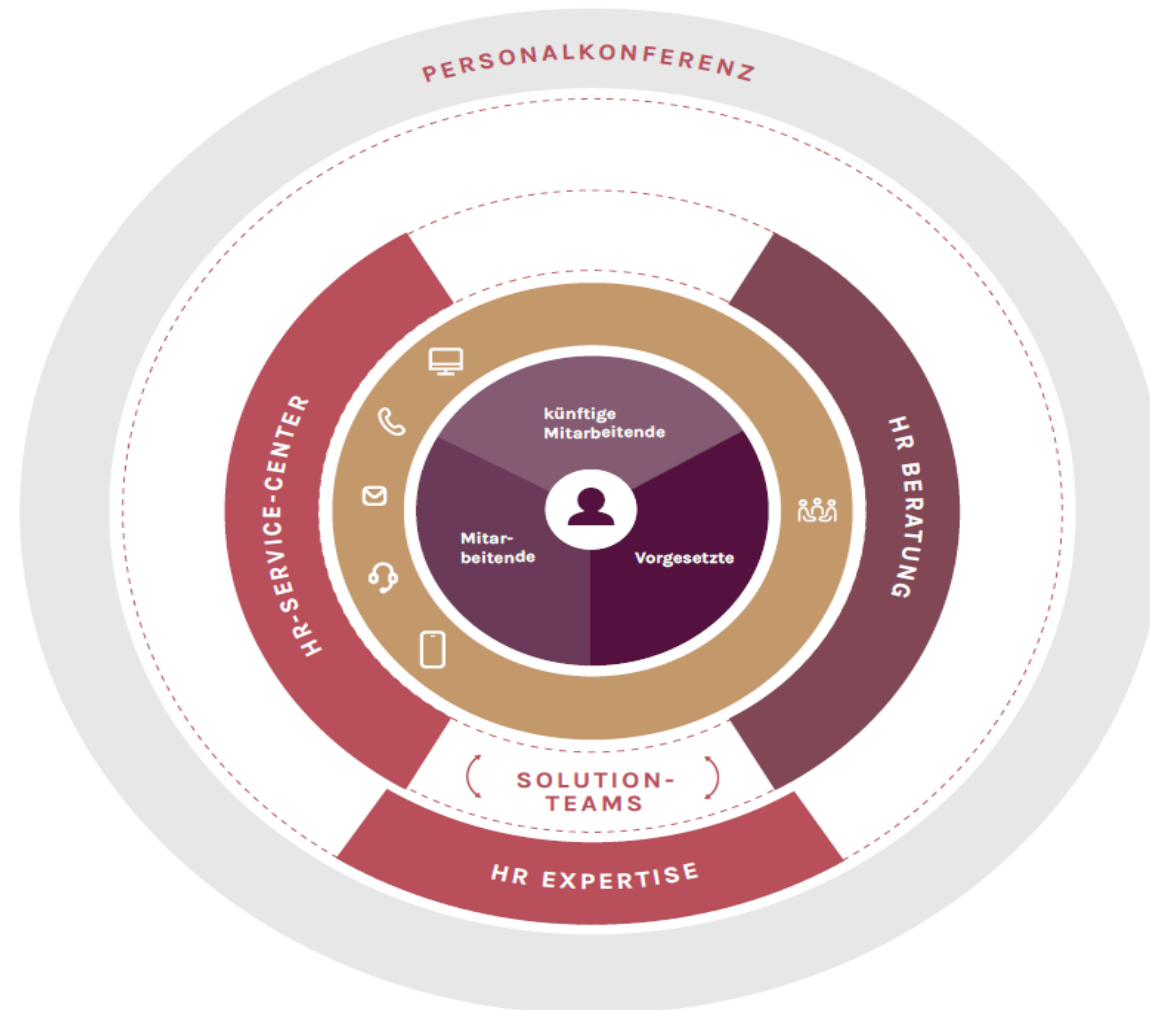 PERSONALKONFERENZ
HR-SERVICE-CENTER
künftige
Mitarbeitende
Mitar-
beitende
Vorgesetzte
HR BERATUNG
SOLUTION-
TEAMS
HR EXPERTISE